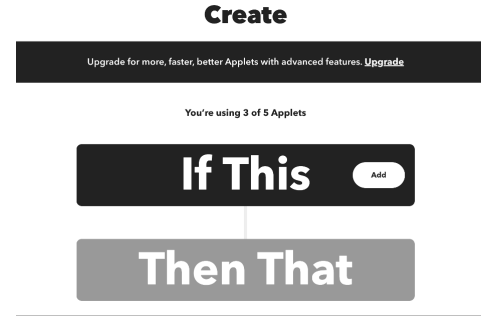 Create
Upgrade for more, faster, better Applets with advanced features. Upgrade
You're using 3 of 5 Applets
If This
Add
Then That